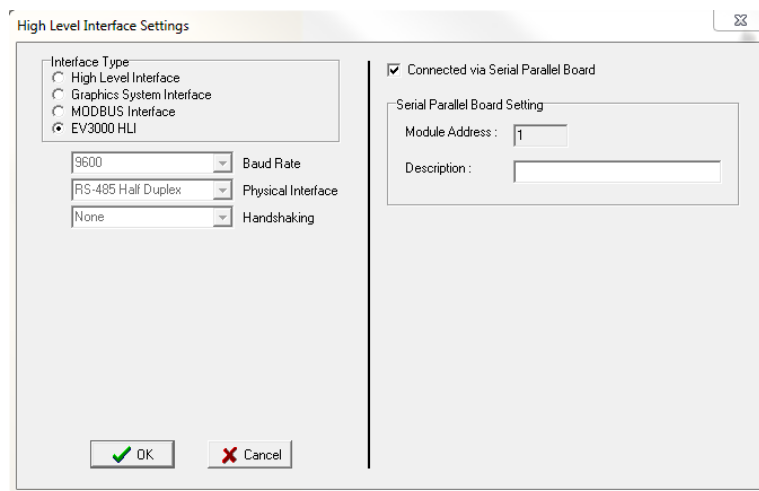 High Level Interface Settings
Interface Type
High Level Interface
Graphics System Interface
MODBUS Interface
EV3000 HLI
9600 Baud Rate
RS-485 Half Duplex Physical Interface
None Handshaking
OK Cancel
Connected via Serial Parallel Board
Serial Parallel Board Setting
Module Address : 1
Description :